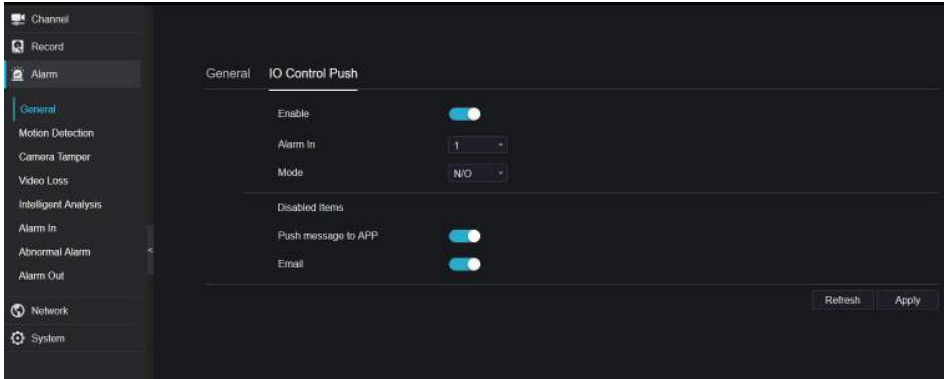 Channel
Record
Alarm
General
Motion Detection
Camera Tamper
Video Loss
Intelligent Analysis
Alarm In
Abnormal Alarm
Alarm Out
Network
System
General IO Control Push
Enable
Alarm In 1
Mode N/O
Disabled Items
Push message to APP
Email
Refresh Apply